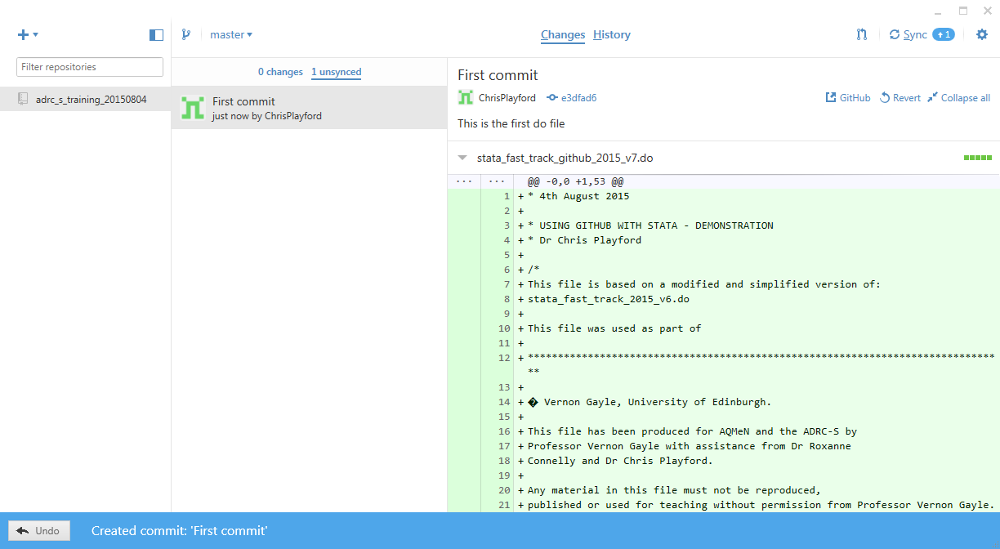 master
Changes History
Sync 1
Filter repositories
adrc_s_training_20150804
0 changes 1 unsynced
First commit
just now by ChrisPlayford
First commit
ChrisPlayford e3dfad6
GitHub Revert Collapse all
This is the first do file
stata_fast_track_github_2015_v7.do
... ... @@ -0,0 +1,53 @@
1 + * 4th August 2015
2 +
3 + * USING GITHUB WITH STATA - DEMONSTRATION
4 + * Dr Chris Playford
5 +
6 + /*
7 + This file is based on a modified and simplified version of:
8 + stata_fast_track_2015_v6.do
9 +
10 + This file was used as part of
11 +
12 + ******************************************************************************
**
13 +
14 + � Vernon Gayle, University of Edinburgh.
15 +
16 + This file has been produced for AQMeN and the ADRC-S by
17 + Professor Vernon Gayle with assistance from Dr Roxanne
18 + Connelly and Dr Chris Playford.
19 +
20 + Any material in this file must not be reproduced,
21 + published or used for teaching without permission from Professor Vernon Gayle.
Undo
Created commit: 'First commit'